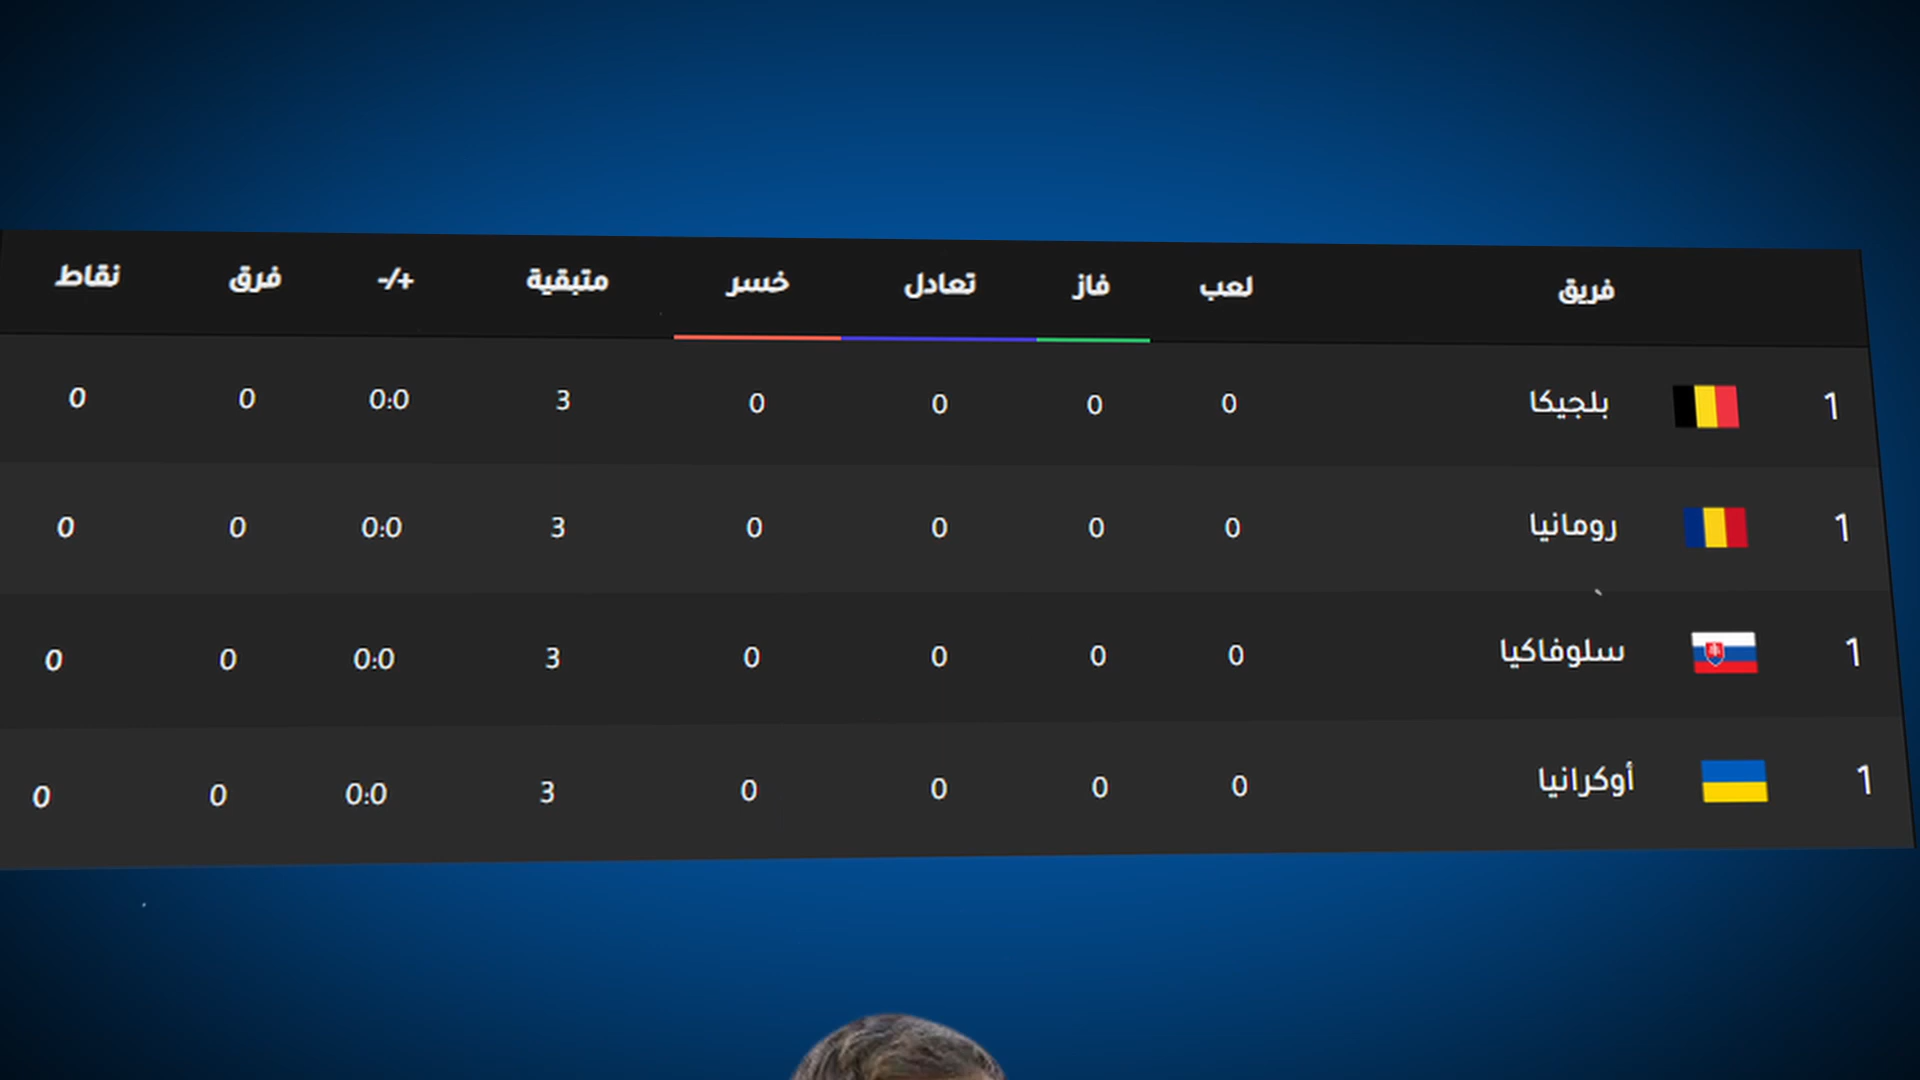 فريق لعب فاز تعادل خسر متبقية +/- فرق نقاط
1 بلجيكا 0 0 0 0 3 0:0 0 0
1 رومانيا 0 0 0 0 3 0:0 0 0
1 سلوفاكيا 0 0 0 0 3 0:0 0 0
1 أوكرانيا 0 0 0 0 3 0:0 0 0